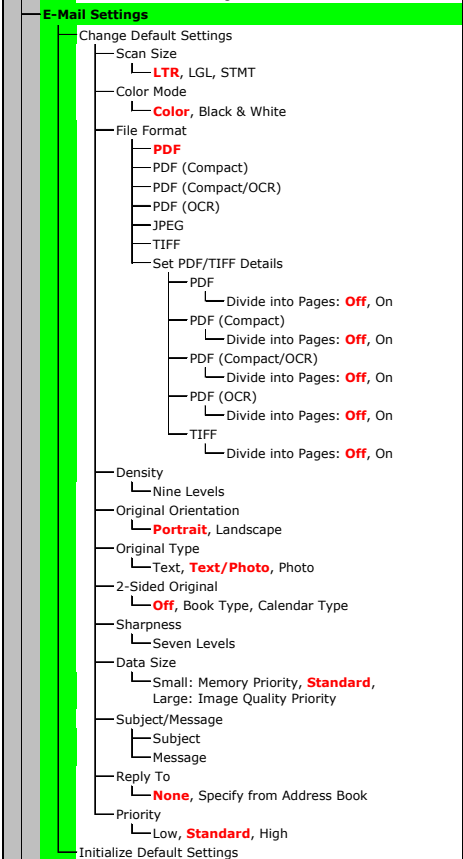 E-Mail Settings
Change Default Settings
Scan Size
LTR, LGL, STMT
Color Mode
Color, Black & White
File Format
PDF
PDF (Compact)
PDF (Compact/OCR)
PDF (OCR)
JPEG
TIFF
Set PDF/TIFF Details
PDF
Divide into Pages: Off, On
PDF (Compact)
Divide into Pages: Off, On
PDF (Compact/OCR)
Divide into Pages: Off, On
PDF (OCR)
Divide into Pages: Off, On
TIFF
Divide into Pages: Off, On
Density
Nine Levels
Original Orientation
Portrait, Landscape
Original Type
Text, Text/Photo, Photo
2-Sided Original
Off, Book Type, Calendar Type
Sharpness
Seven Levels
Data Size
Small: Memory Priority, Standard,
Large: Image Quality Priority
Subject/Message
Subject
Message
Reply To
None, Specify from Address Book
Priority
Low, Standard, High
Initialize Default Settings